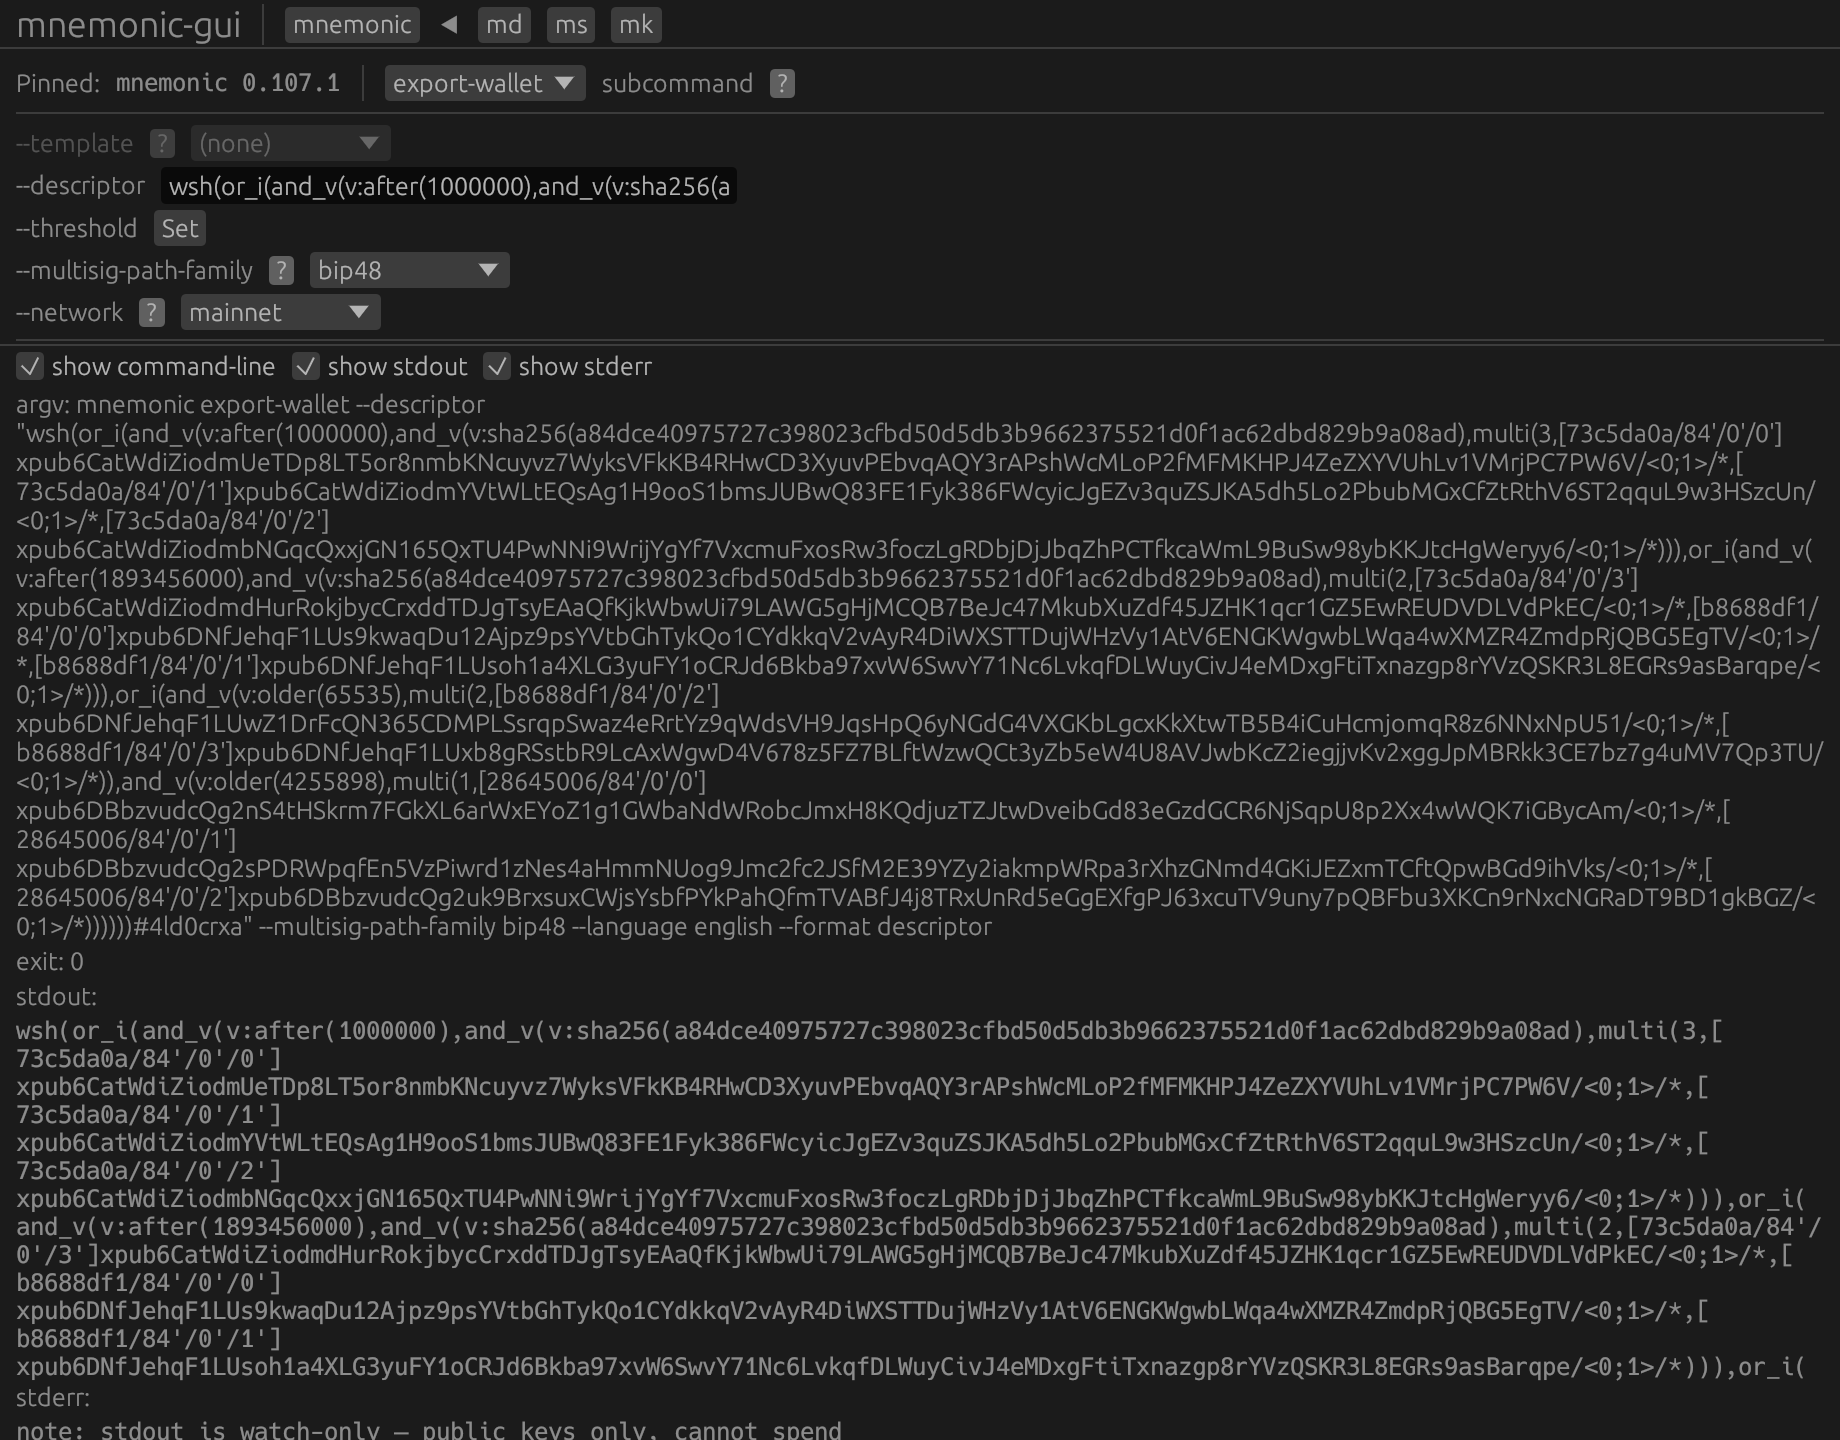 mnemonic-gui mnemonic ◀ md ms mk
Pinned: mnemonic 0.107.1 export-wallet ▼ subcommand ?
--template ? (none) ▼
--descriptor wsh(or_i(and_v(v:after(1000000),and_v(v:sha256(a
--threshold Set
--multisig-path-family ? bip48 ▼
--network ? mainnet ▼
✓ show command-line ✓ show stdout ✓ show stderr
argv: mnemonic export-wallet --descriptor
"wsh(or_i(and_v(v:after(1000000),and_v(v:sha256(a84dce40975727c398023cfbd50d5db3b9662375521d0f1ac62dbd829b9a08ad),multi(3,[73c5da0a/84'/0'/0']
xpub6CatWdiZiodmUeTDp8LT5or8nmbKNcuyvz7WyksVFkKB4RHwCD3XyuvPEbvqAQY3rAPshWcMLoP2fMFMKHPJ4ZeZXYVUhLv1VMrjPC7PW6V/<0;1>/*,[
73c5da0a/84'/0'/1']xpub6CatWdiZiodmYVtWLtEQsAg1H9ooS1bmsJUBwQ83FE1Fyk386FWcyicJgEZv3quZSJKA5dh5Lo2PbubMGxCfZtRthV6ST2qquL9w3HSzcUn/
<0;1>/*,[73c5da0a/84'/0'/2']
xpub6CatWdiZiodmbNGqcQxxjGN165QxTU4PwNNi9WrijYgYf7VxcmuFxosRw3foczLgRDbjDjJbqZhPCTfkcaWmL9BuSw98ybKKJtcHgWeryy6/<0;1>/*))),or_i(and_v(
v:after(1893456000),and_v(v:sha256(a84dce40975727c398023cfbd50d5db3b9662375521d0f1ac62dbd829b9a08ad),multi(2,[73c5da0a/84'/0'/3']
xpub6CatWdiZiodmdHurRokjbycCrxddTDJgTsyEAaQfKjkWbwUi79LAWG5gHjMCQB7BeJc47MkubXuZdf45JZHK1qcr1GZ5EwREUDVDLVdPkEC/<0;1>/*,[b8688df1/
84'/0'/0']xpub6DNfJehqF1LUs9kwaqDu12Ajpz9psYVtbGhTykQo1CYdkkqV2vAyR4DiWXSTTDujWHzVy1AtV6ENGKWgwbLWqa4wXMZR4ZmdpRjQBG5EgTV/<0;1>/
*,[b8688df1/84'/0'/1']xpub6DNfJehqF1LUsoh1a4XLG3yuFY1oCRJd6Bkba97xvW6SwvY71Nc6LvkqfDLWuyCivJ4eMDxgFtiTxnazgp8rYVzQSKR3L8EGRs9asBarqpe/<
0;1>/*))),or_i(and_v(v:older(65535),multi(2,[b8688df1/84'/0'/2']
xpub6DNfJehqF1LUwZ1DrFcQN365CDMPLSsrqpSwaz4eRrtYz9qWdsVH9JqsHpQ6yNGdG4VXGKbLgcxKkXtwTB5B4iCuHcmjomqR8z6NNxNpU51/<0;1>/*,[
b8688df1/84'/0'/3']xpub6DNfJehqF1LUxb8gRSstbR9LcAxWgwD4V678z5FZ7BLftWzwQCt3yZb5eW4U8AVJwbKcZ2iegjjvKv2xggJpMBRkk3CE7bz7g4uMV7Qp3TU/
<0;1>/*)),and_v(v:older(4255898),multi(1,[28645006/84'/0'/0']
xpub6DBbzvudcQg2nS4tHSkrm7FGkXL6arWxEYoZ1g1GWbaNdWRobcJmxH8KQdjuzTZJtwDveibGd83eGzdGCR6NjSqpU8p2Xx4wWQK7iGBycAm/<0;1>/*,[
28645006/84'/0'/1']
xpub6DBbzvudcQg2sPDRWpqfEn5VzPiwrd1zNes4aHmmNUog9Jmc2fc2JSfM2E39YZy2iakmpWRpa3rXhzGNmd4GKiJEZxmTCftQpwBGd9ihVks/<0;1>/*,[
28645006/84'/0'/2']xpub6DBbzvudcQg2uk9BrxsuxCWjsYsbfPYkPahQfmTVABfJ4j8TRxUnRd5eGgEXfgPJ63xcuTV9uny7pQBFbu3XKCn9rNxcNGRaDT9BD1gkBGZ/<
0;1>/*))))))#4ld0crxa" --multisig-path-family bip48 --language english --format descriptor
exit: 0
stdout:
wsh(or_i(and_v(v:after(1000000),and_v(v:sha256(a84dce40975727c398023cfbd50d5db3b9662375521d0f1ac62dbd829b9a08ad),multi(3,[
73c5da0a/84'/0'/0']
xpub6CatWdiZiodmUeTDp8LT5or8nmbKNcuyvz7WyksVFkKB4RHwCD3XyuvPEbvqAQY3rAPshWcMLoP2fMFMKHPJ4ZeZXYVUhLv1VMrjPC7PW6V/<0;1>/*,[
73c5da0a/84'/0'/1']
xpub6CatWdiZiodmYVtWLtEQsAg1H9ooS1bmsJUBwQ83FE1Fyk386FWcyicJgEZv3quZSJKA5dh5Lo2PbubMGxCfZtRthV6ST2qquL9w3HSzcUn/<0;1>/*,[
73c5da0a/84'/0'/2']
xpub6CatWdiZiodmbNGqcQxxjGN165QxTU4PwNNi9WrijYgYf7VxcmuFxosRw3foczLgRDbjDjJbqZhPCTfkcaWmL9BuSw98ybKKJtcHgWeryy6/<0;1>/*))),or_i(
and_v(v:after(1893456000),and_v(v:sha256(a84dce40975727c398023cfbd50d5db3b9662375521d0f1ac62dbd829b9a08ad),multi(2,[73c5da0a/84'/
0'/3']xpub6CatWdiZiodmdHurRokjbycCrxddTDJgTsyEAaQfKjkWbwUi79LAWG5gHjMCQB7BeJc47MkubXuZdf45JZHK1qcr1GZ5EwREUDVDLVdPkEC/<0;1>/*,[
b8688df1/84'/0'/0']
xpub6DNfJehqF1LUs9kwaqDu12Ajpz9psYVtbGhTykQo1CYdkkqV2vAyR4DiWXSTTDujWHzVy1AtV6ENGKWgwbLWqa4wXMZR4ZmdpRjQBG5EgTV/<0;1>/*,[
b8688df1/84'/0'/1']
xpub6DNfJehqF1LUsoh1a4XLG3yuFY1oCRJd6Bkba97xvW6SwvY71Nc6LvkqfDLWuyCivJ4eMDxgFtiTxnazgp8rYVzQSKR3L8EGRs9asBarqpe/<0;1>/*))),or_i(
stderr:
note: stdout is watch-only — public keys only, cannot spend